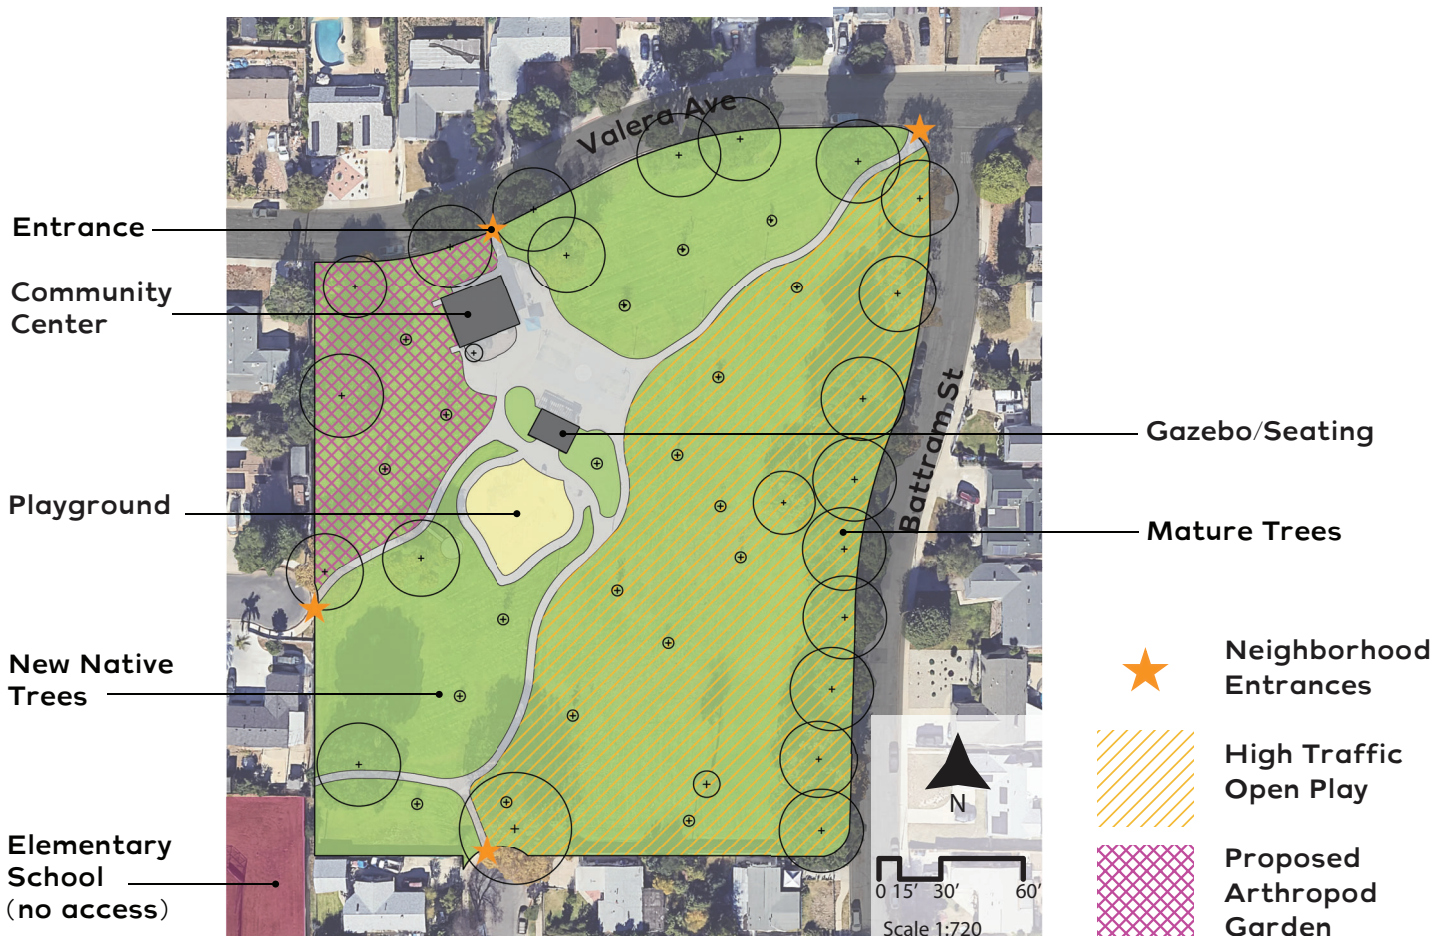 Valera Ave
Entrance
Community
Center
Gazebo/Seating
Battram St
Playground
Mature Trees
New Native
Trees
Neighborhood
Entrances
High Traffic
Open Play
N
Elementary
School
(no access)
Proposed
Arthropod
Garden
0 15' 30' 60'
Scale 1:720